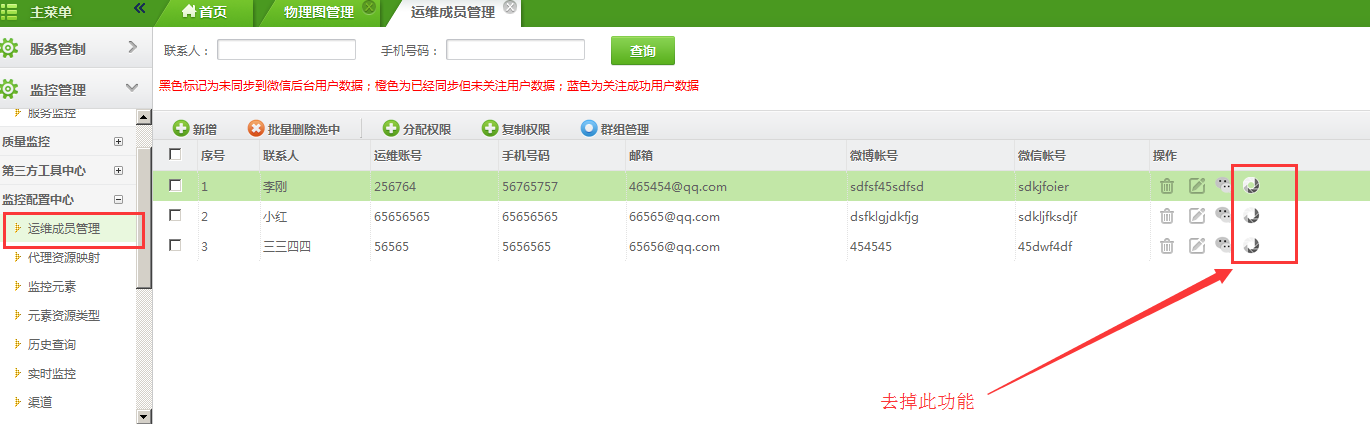 主菜单 首页 物理图管理 运维成员管理
服务管制
监控管理
服务监控
质量监控
第三方工具中心
监控配置中心
运维成员管理
代理资源映射
监控元素
元素资源类型
历史查询
实时监控
渠道
联系人： 手机号码： 查询
黑色标记为未同步到微信后台用户数据；橙色为已经同步但未关注用户数据；蓝色为关注成功用户数据
新增 批量删除选中 分配权限 复制权限 群组管理
序号 联系人 运维账号 手机号码 邮箱 微博帐号 微信帐号 操作
1 李刚 256764 56765757 465454@qq.com sdfsf45sdfsd sdkjfoier
2 小红 65656565 65656565 66565@qq.com dsfklgjdkfjg sdkljfksdjf
3 三三四四 56565 5656565 65656@qq.com 454545 45dwf4df
去掉此功能